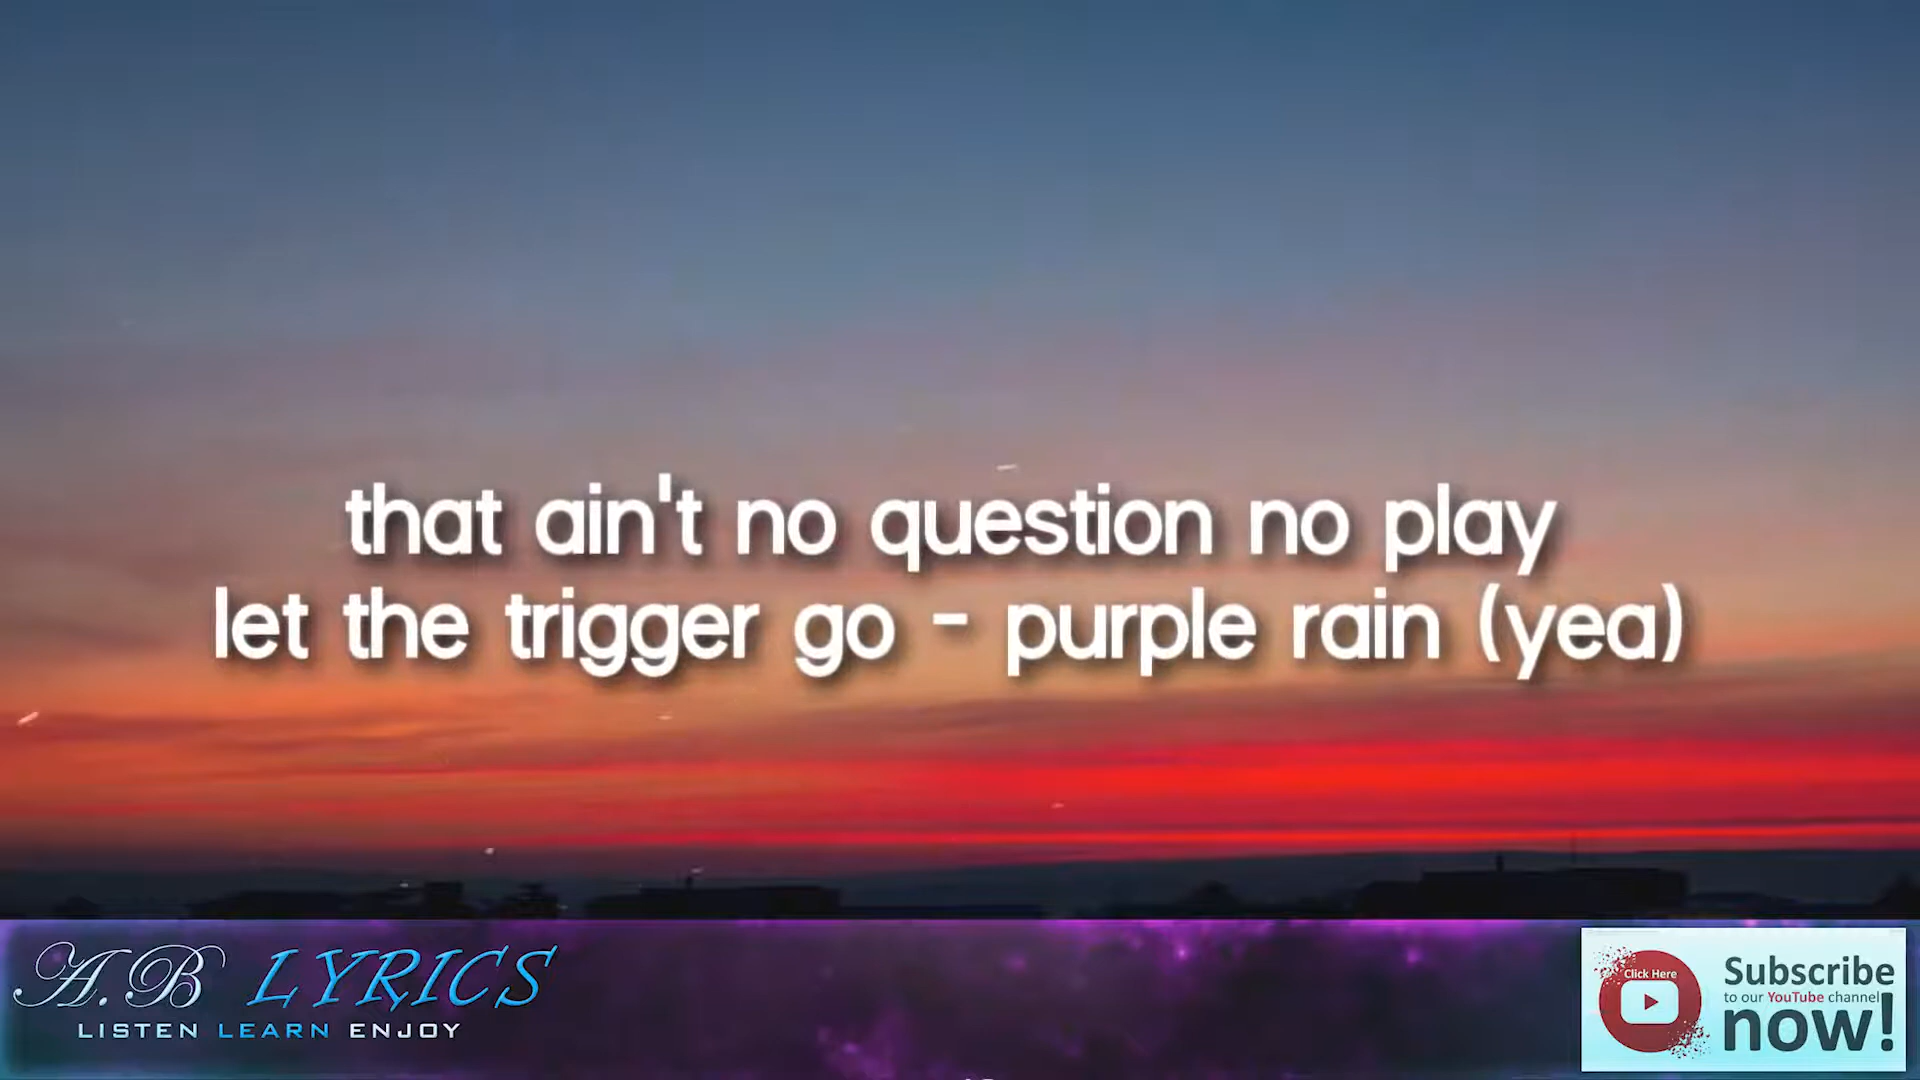 that ain't no question no play
let the trigger go - purple rain (yea)
A.B LYRICS
LISTEN LEARN ENJOY
Click Here
Subscribe
to our YouTube channel
now!